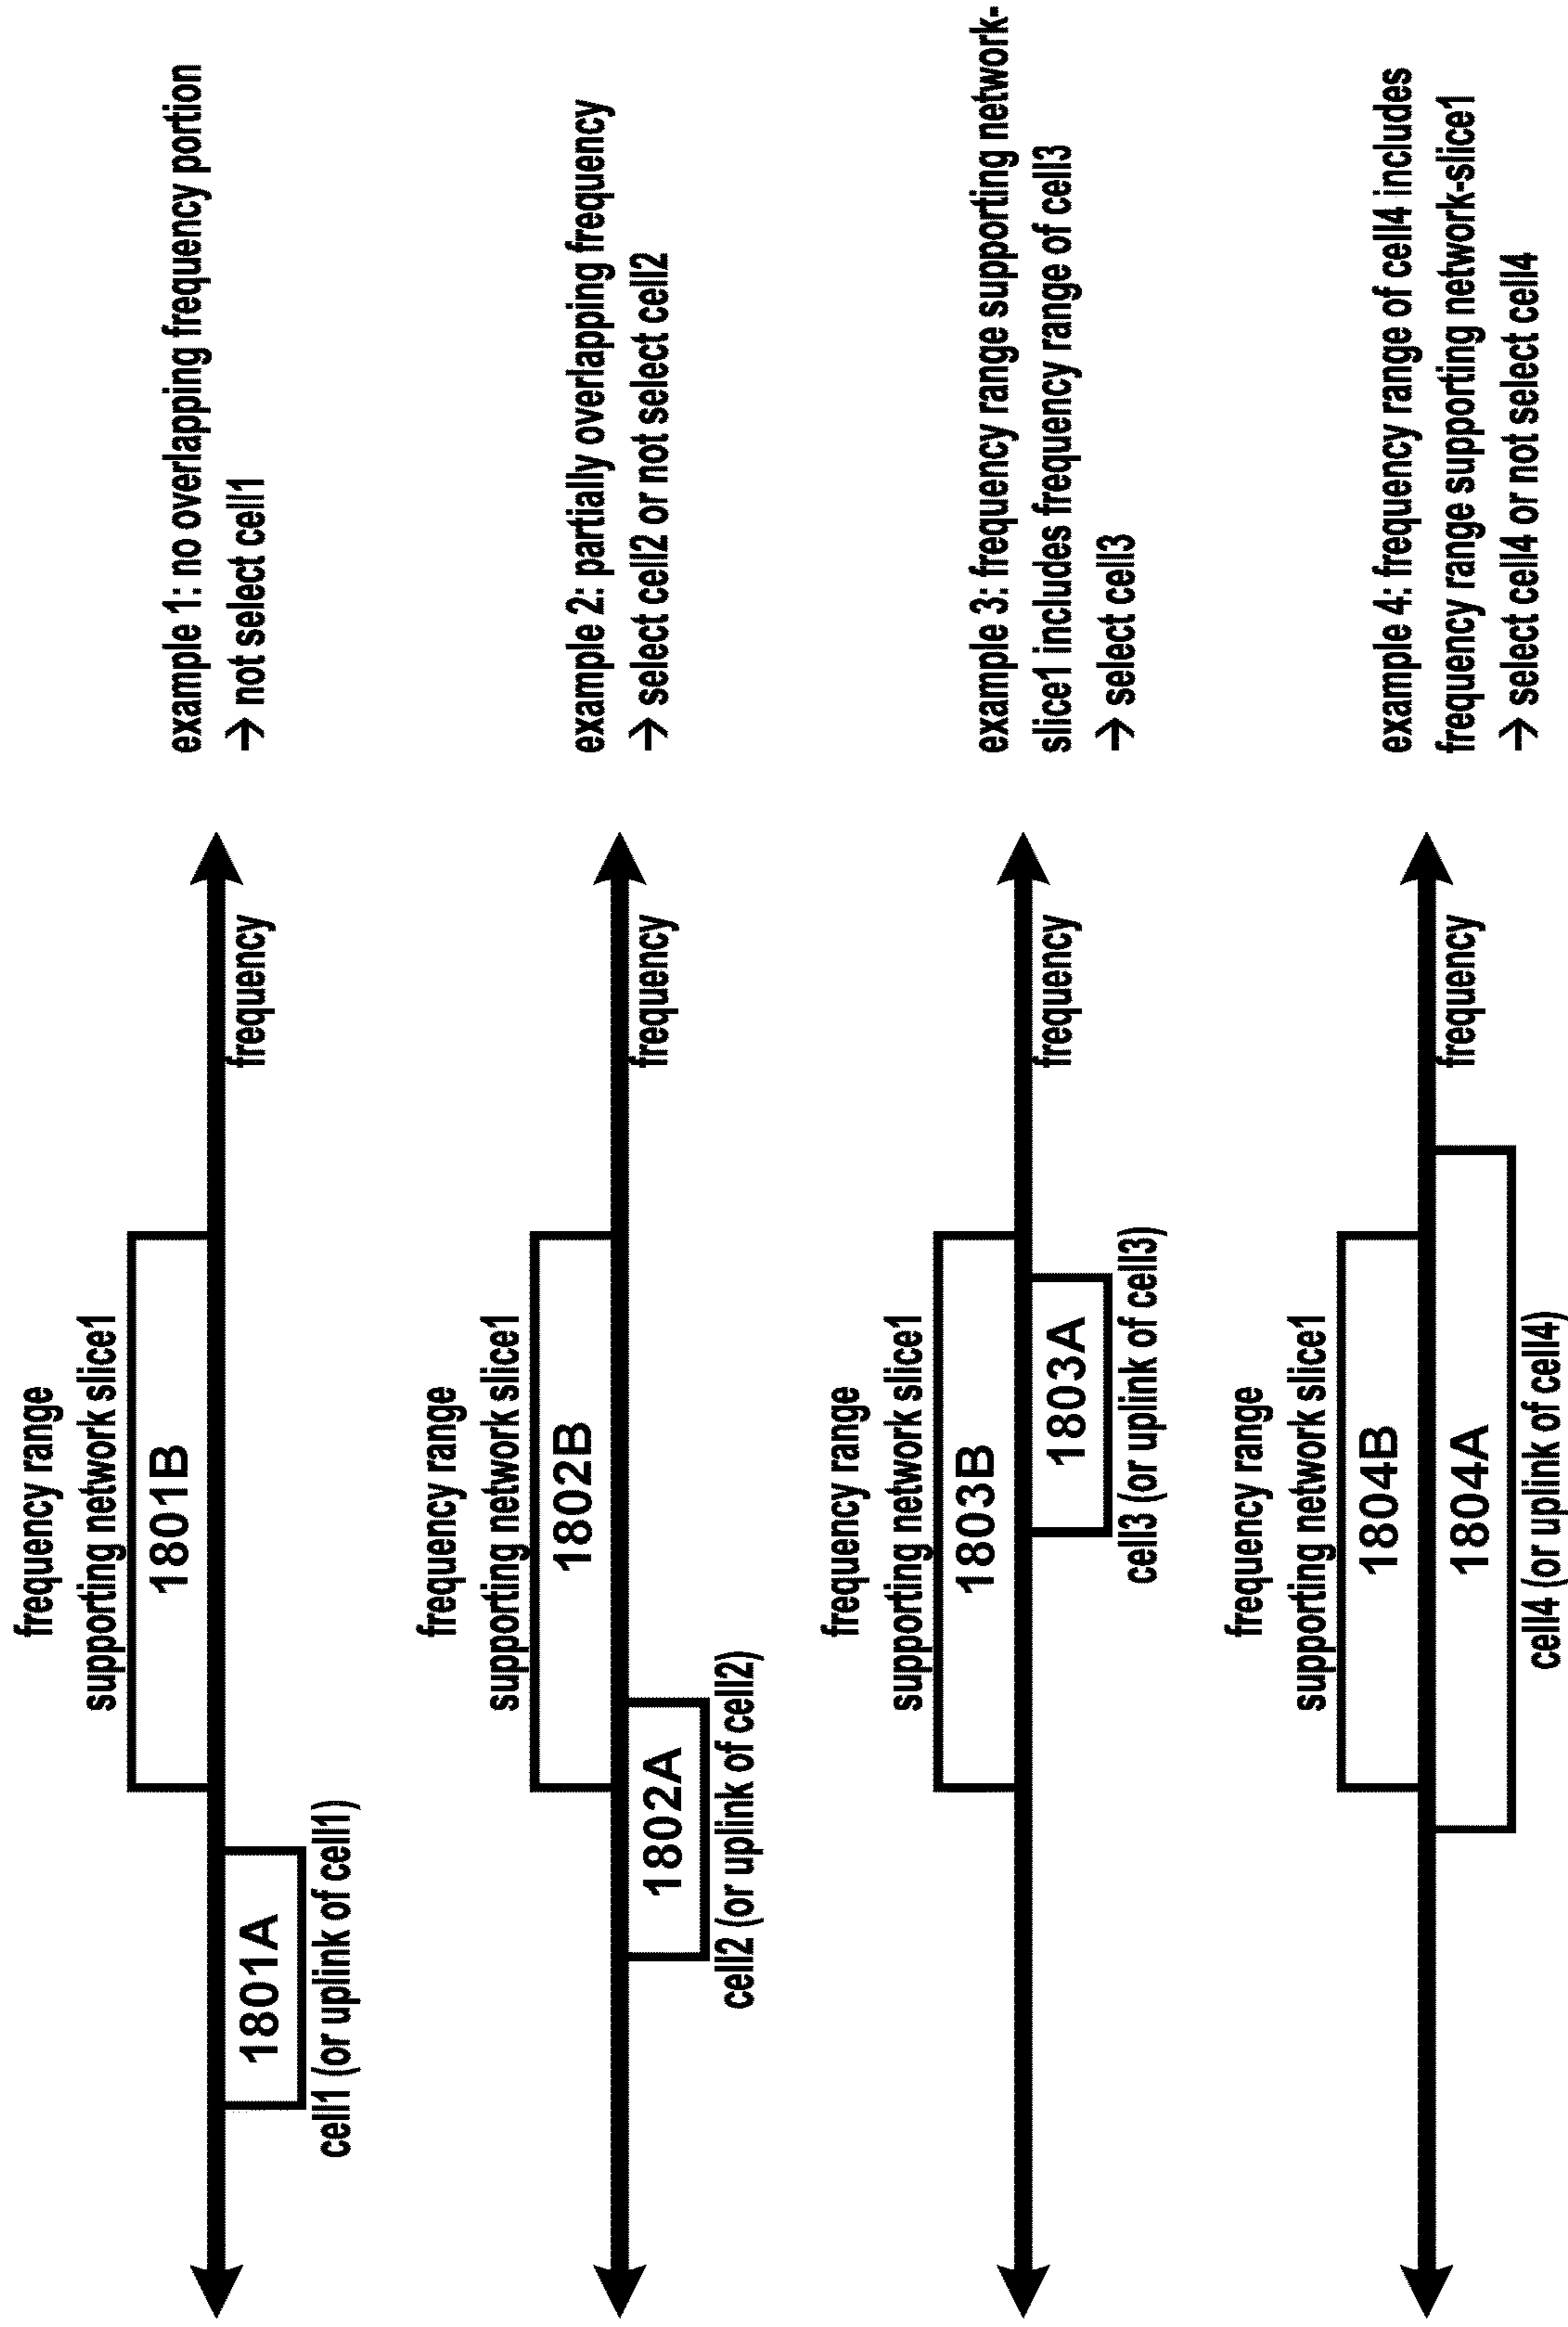 frequency range
supporting network slice1
1801B
1801A
cell1 (or uplink of cell1)
frequency
example 1: no overlapping frequency portion
→ not select cell1
frequency range
supporting network slice1
1802B
1802A
cell2 (or uplink of cell2)
frequency
example 2: partially overlapping frequency
→ select cell2 or not select cell2
frequency range
supporting network slice1
1803B
1803A
cell3 (or uplink of cell3)
frequency
example 3: frequency range supporting network-
slice1 includes frequency range of cell3
→ select cell3
frequency range
supporting network slice1
1804B
1804A
cell4 (or uplink of cell4)
frequency
example 4: frequency range of cell4 includes
frequency range supporting network-slice1
→ select cell4 or not select cell4